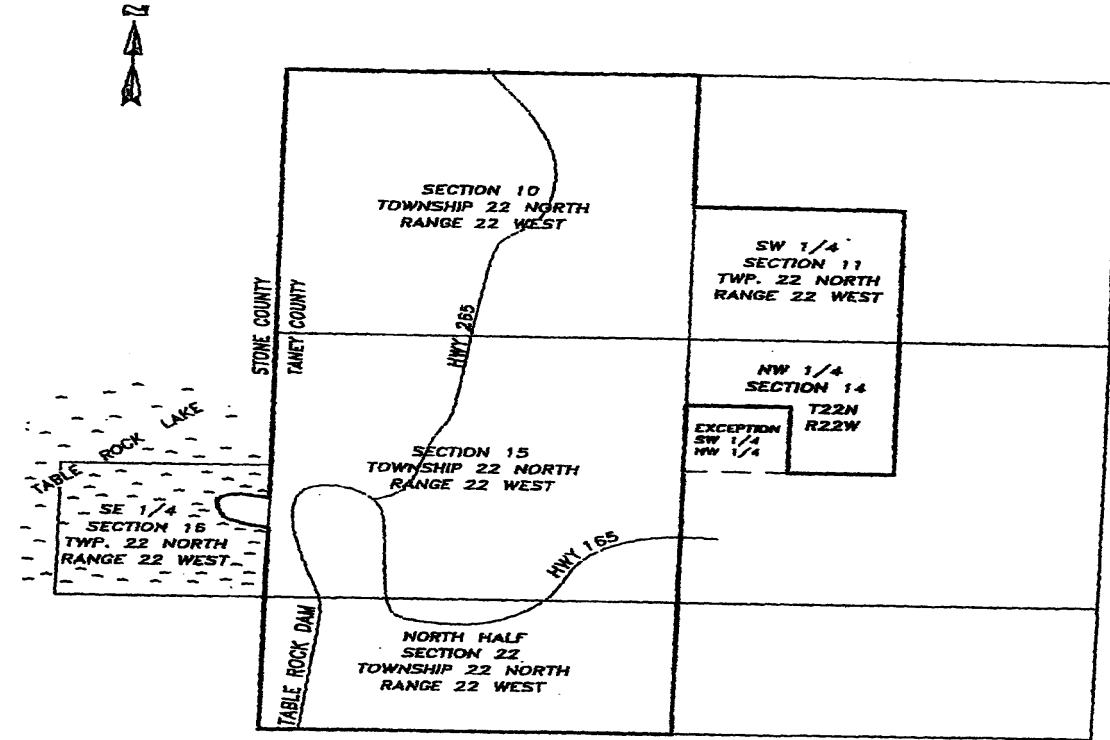 N
SECTION 10
TOWNSHIP 22 NORTH
RANGE 22 WEST
SW 1/4
SECTION 11
TWP. 22 NORTH
RANGE 22 WEST
STONE COUNTY
TANEY COUNTY
HWY 265
NW 1/4
SECTION 14
T22N
R22W
EXCEPTION
SW 1/4
NW 1/4
TABLE ROCK LAKE
SECTION 15
TOWNSHIP 22 NORTH
RANGE 22 WEST
SE 1/4
SECTION 16
TWP. 22 NORTH
RANGE 22 WEST
HWY 165
TABLE ROCK DAM
NORTH HALF
SECTION 22
TOWNSHIP 22 NORTH
RANGE 22 WEST